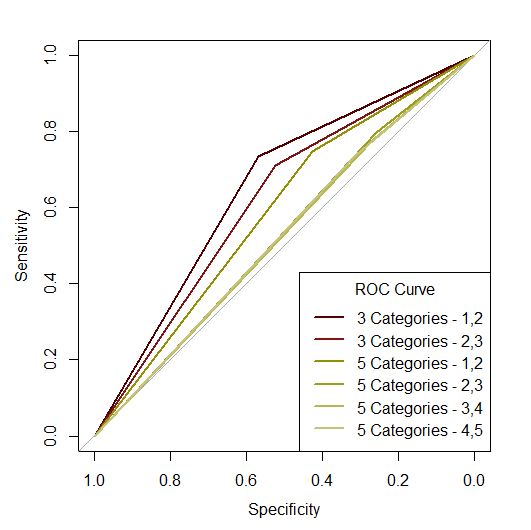 1.0
0.8
0.6
0.4
0.2
0.0
Sensitivity
ROC Curve
3 Categories - 1,2
3 Categories - 2,3
5 Categories - 1,2
5 Categories - 2,3
5 Categories - 3,4
5 Categories - 4,5
1.0 0.8 0.6 0.4 0.2 0.0
Specificity